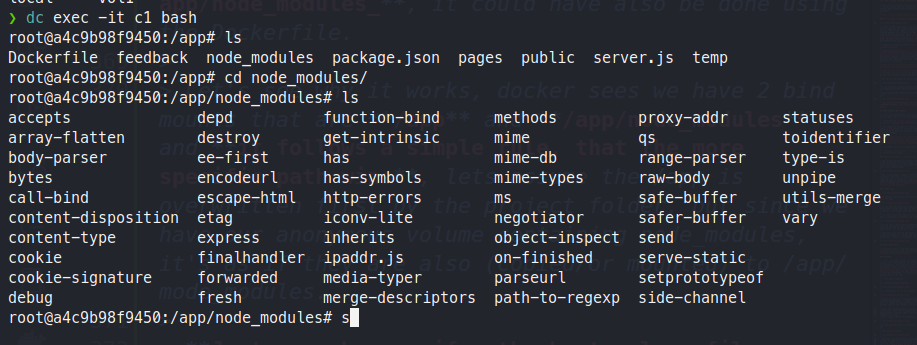 local vol1
❯ dc exec -it c1 bash
root@a4c9b98f9450:/app# ls
Dockerfile feedback node_modules package.json pages public server.js temp
root@a4c9b98f9450:/app# cd node_modules/
root@a4c9b98f9450:/app/node_modules# ls
accepts depd function-bind methods proxy-addr statuses
array-flatten destroy get-intrinsic mime qs toidentifier
body-parser ee-first has mime-db range-parser type-is
bytes encodeurl has-symbols mime-types raw-body unpipe
call-bind escape-html http-errors ms safe-buffer utils-merge
content-disposition etag iconv-lite negotiator safer-buffer vary
content-type express inherits object-inspect send
cookie finalhandler ipaddr.js on-finished serve-static
cookie-signature forwarded media-typer parseurl setprototypeof
debug fresh merge-descriptors path-to-regexp side-channel
root@a4c9b98f9450:/app/node_modules# s